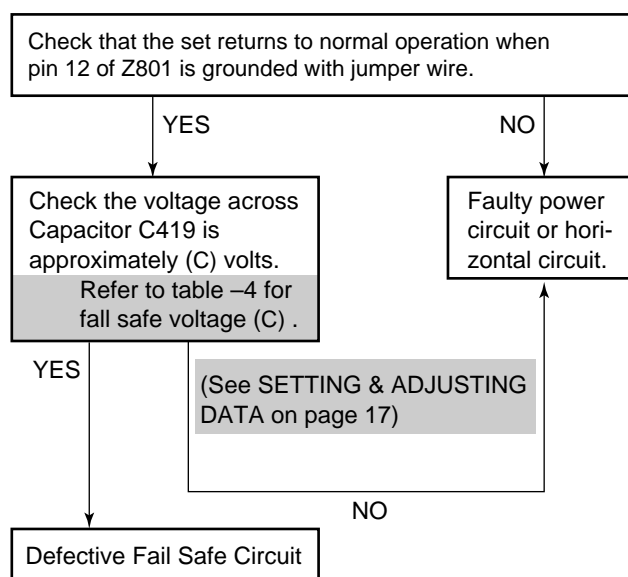 Check that the set returns to normal operation when
pin 12 of Z801 is grounded with jumper wire.
YES
NO
Check the voltage across
Capacitor C419 is
approximately (C) volts.
Refer to table –4 for
fall safe voltage (C) .
Faulty power
circuit or hori-
zontal circuit.
YES
(See SETTING & ADJUSTING
DATA on page 17)
NO
Defective Fail Safe Circuit